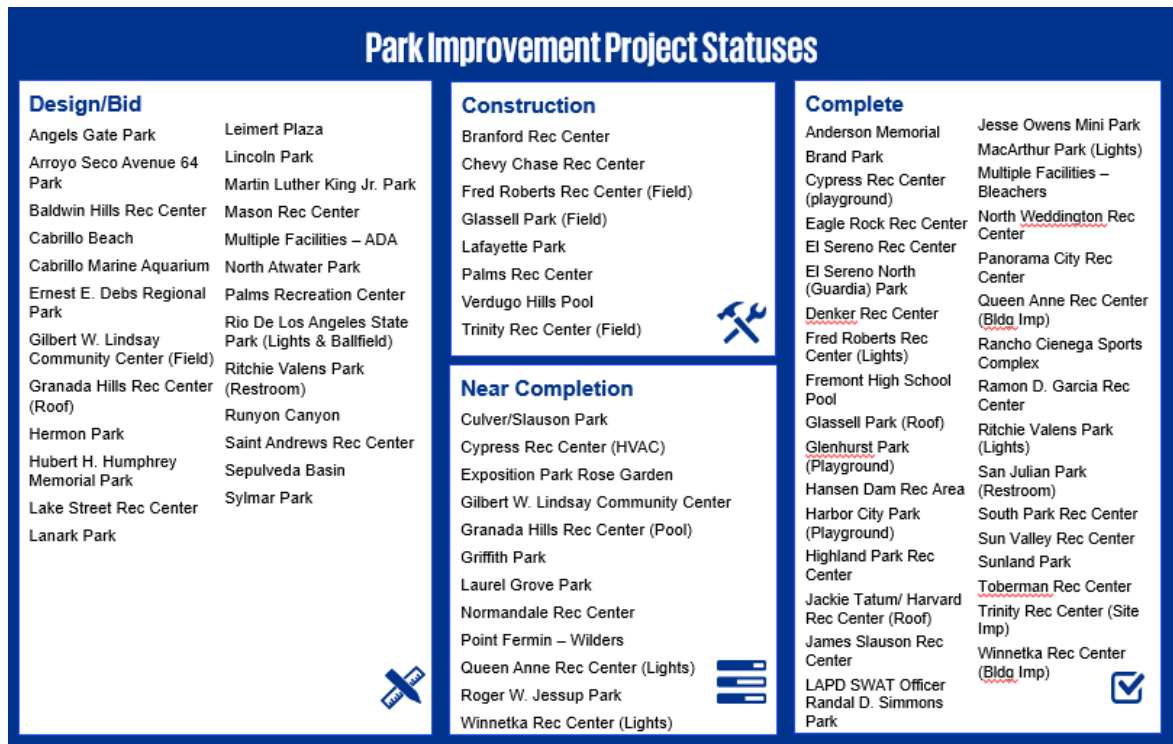 Park Improvement Project Statuses
Design/Bid
Angels Gate Park
Arroyo Seco Avenue 64
Park
Baldwin Hills Rec Center
Cabrillo Beach
Cabrillo Marine Aquarium
Ernest E. Debs Regional
Park
Gilbert W. Lindsay
Community Center (Field)
Granada Hills Rec Center
(Roof)
Hermon Park
Hubert H. Humphrey
Memorial Park
Lake Street Rec Center
Lanark Park
Leimert Plaza
Lincoln Park
Martin Luther King Jr. Park
Mason Rec Center
Multiple Facilities – ADA
North Atwater Park
Palms Recreation Center
Rio De Los Angeles State
Park (Lights & Ballfield)
Ritchie Valens Park
(Restroom)
Runyon Canyon
Saint Andrews Rec Center
Sepulveda Basin
Sylmar Park
Construction
Branford Rec Center
Chevy Chase Rec Center
Fred Roberts Rec Center (Field)
Glassell Park (Field)
Lafayette Park
Palms Rec Center
Verdugo Hills Pool
Trinity Rec Center (Field)
Near Completion
Culver/Slauson Park
Cypress Rec Center (HVAC)
Exposition Park Rose Garden
Gilbert W. Lindsay Community Center
Granada Hills Rec Center (Pool)
Griffith Park
Laurel Grove Park
Normandale Rec Center
Point Fermin – Wilders
Queen Anne Rec Center (Lights)
Roger W. Jessup Park
Winnetka Rec Center (Lights)
Complete
Anderson Memorial
Brand Park
Cypress Rec Center
(playground)
Eagle Rock Rec Center
El Sereno Rec Center
El Sereno North
(Guardia) Park
Denker Rec Center
Fred Roberts Rec
Center (Lights)
Fremont High School
Pool
Glassell Park (Roof)
Glenhurst Park
(Playground)
Hansen Dam Rec Area
Harbor City Park
(Playground)
Highland Park Rec
Center
Jackie Tatum/ Harvard
Rec Center (Roof)
James Slauson Rec
Center
LAPD SWAT Officer
Randal D. Simmons
Park
Jesse Owens Mini Park
MacArthur Park (Lights)
Multiple Facilities –
Bleachers
North Weddington Rec
Center
Panorama City Rec
Center
Queen Anne Rec Center
(Bldg Imp)
Rancho Cienega Sports
Complex
Ramon D. Garcia Rec
Center
Ritchie Valens Park
(Lights)
San Julian Park
(Restroom)
South Park Rec Center
Sun Valley Rec Center
Sunland Park
Toberman Rec Center
Trinity Rec Center (Site
Imp)
Winnetka Rec Center
(Bldg Imp)